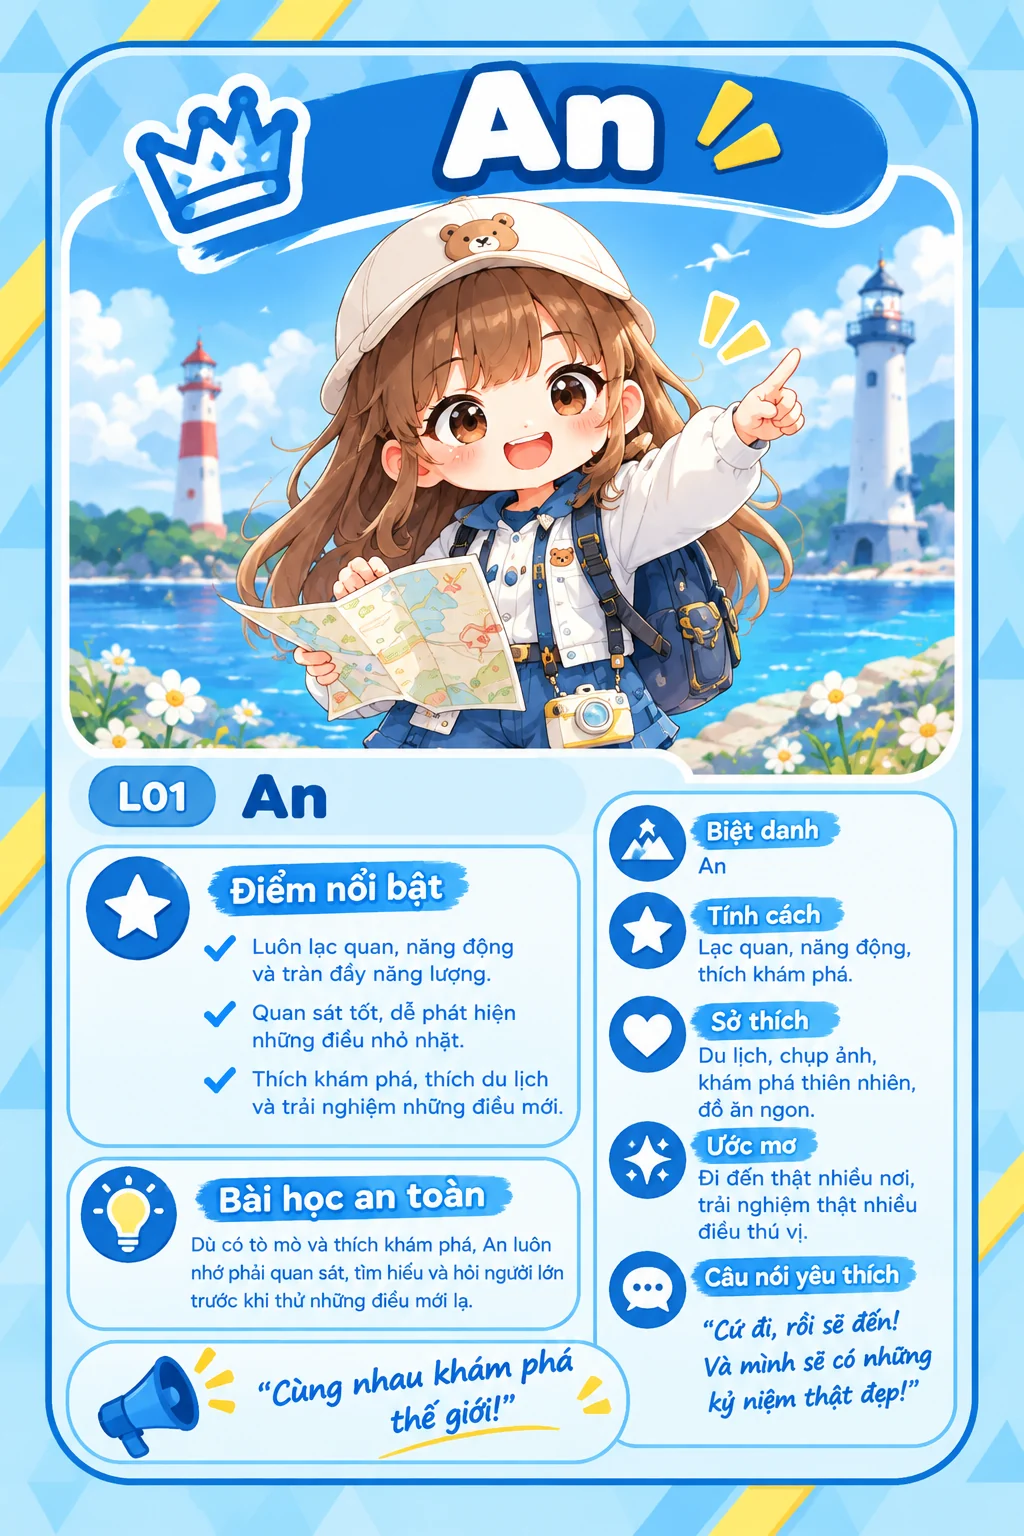 An
L01
An
Điểm nổi bật
Luôn lạc quan, năng động
và tràn đầy năng lượng.
Quan sát tốt, dễ phát hiện
những điều nhỏ nhặt.
Thích khám phá, thích du lịch
và trải nghiệm những điều mới.
Bài học an toàn
Dù có tò mò và thích khám phá, An luôn
nhớ phải quan sát, tìm hiểu và hỏi người lớn
trước khi thử những điều mới lạ.
“Cùng nhau khám phá
thế giới!”
Biệt danh
An
Tính cách
Lạc quan, năng động,
thích khám phá.
Sở thích
Du lịch, chụp ảnh,
khám phá thiên nhiên,
đồ ăn ngon.
Ước mơ
Đi đến thật nhiều nơi,
trải nghiệm thật nhiều
điều thú vị.
Câu nói yêu thích
“Cứ đi, rồi sẽ đến!
Và mình sẽ có những
kỷ niệm thật đẹp!”